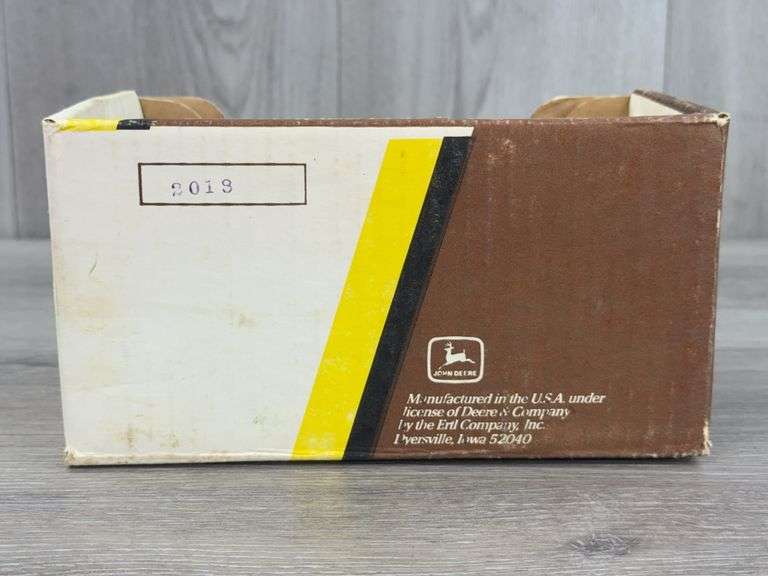 2018
JOHN DEERE
Manufactured in the U.S.A. under
license of Deere & Company
by the Ertl Company, Inc.
Dyersville, Iowa 52040